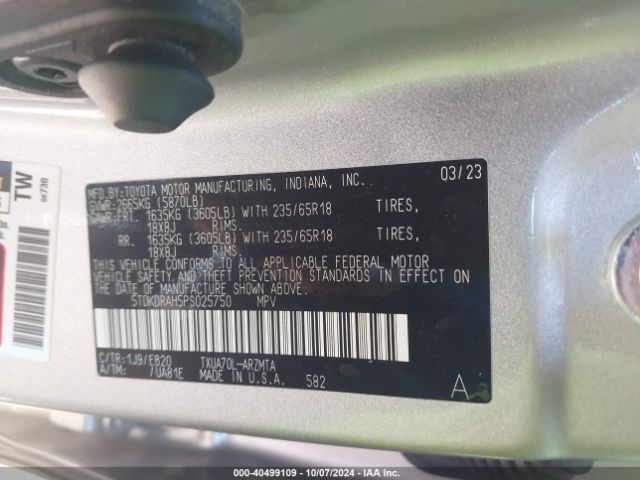 MFD.BY:TOYOTA MOTOR MANUFACTURING, INDIANA, INC. 03/23
GVWR:2665KG (5870LB)
GAWR:FRT. 1635KG (3605LB) WITH 235/65R18 TIRES,
18X8J RIMS.
RR. 1635KG (3605LB) WITH 235/65R18 TIRES,
18X8J RIMS.
THIS VEHICLE CONFORMS TO ALL APPLICABLE FEDERAL MOTOR
VEHICLE SAFETY AND THEFT PREVENTION STANDARDS IN EFFECT ON
THE DATE OF MANUFACTURE SHOWN ABOVE.
5TDKDRAH5PS025750 MPV
C/TR:1J9/EB20 TXUA70L-ARZMTA
A/TM: /UA81E MADE IN U.S.A. 582 A
TW
000-40499109 - 10/07/2024 - IAA Inc.